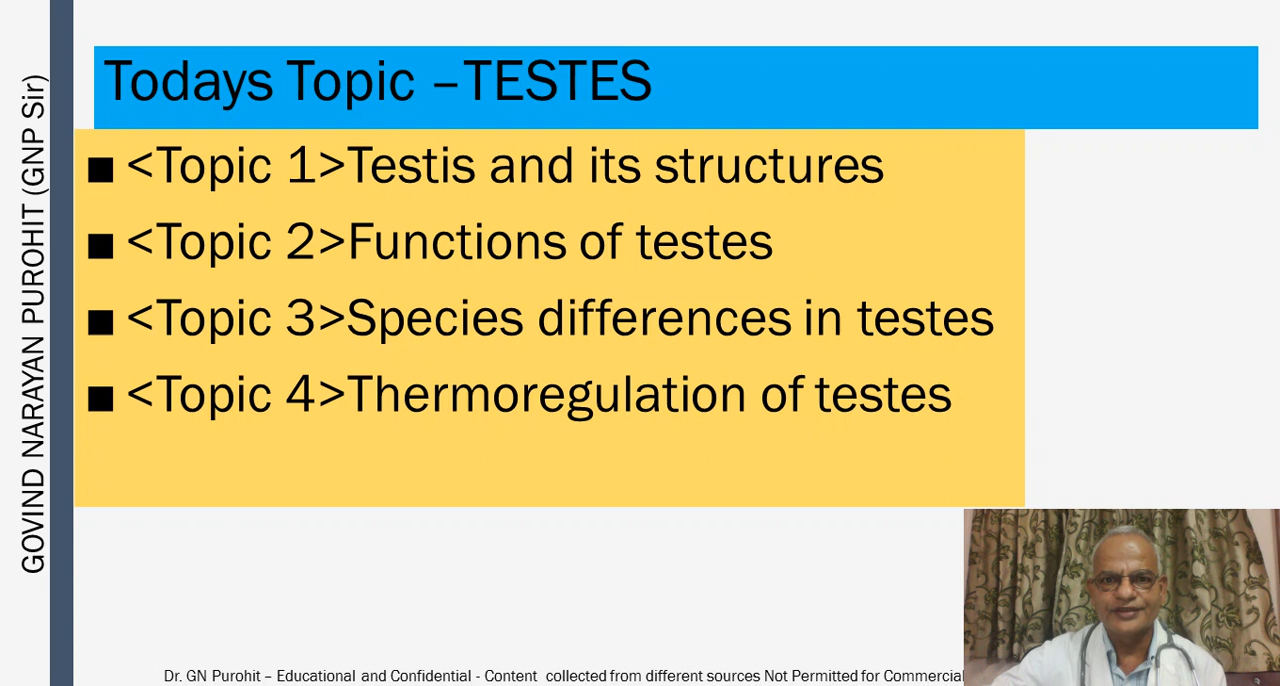 GOVIND NARAYAN PUROHIT (GNP Sir)
Todays Topic –TESTES
■ <Topic 1>Testis and its structures
■ <Topic 2>Functions of testes
■ <Topic 3>Species differences in testes
■ <Topic 4>Thermoregulation of testes
Dr. GN Purohit – Educational and Confidential - Content collected from different sources Not Permitted for Commercial